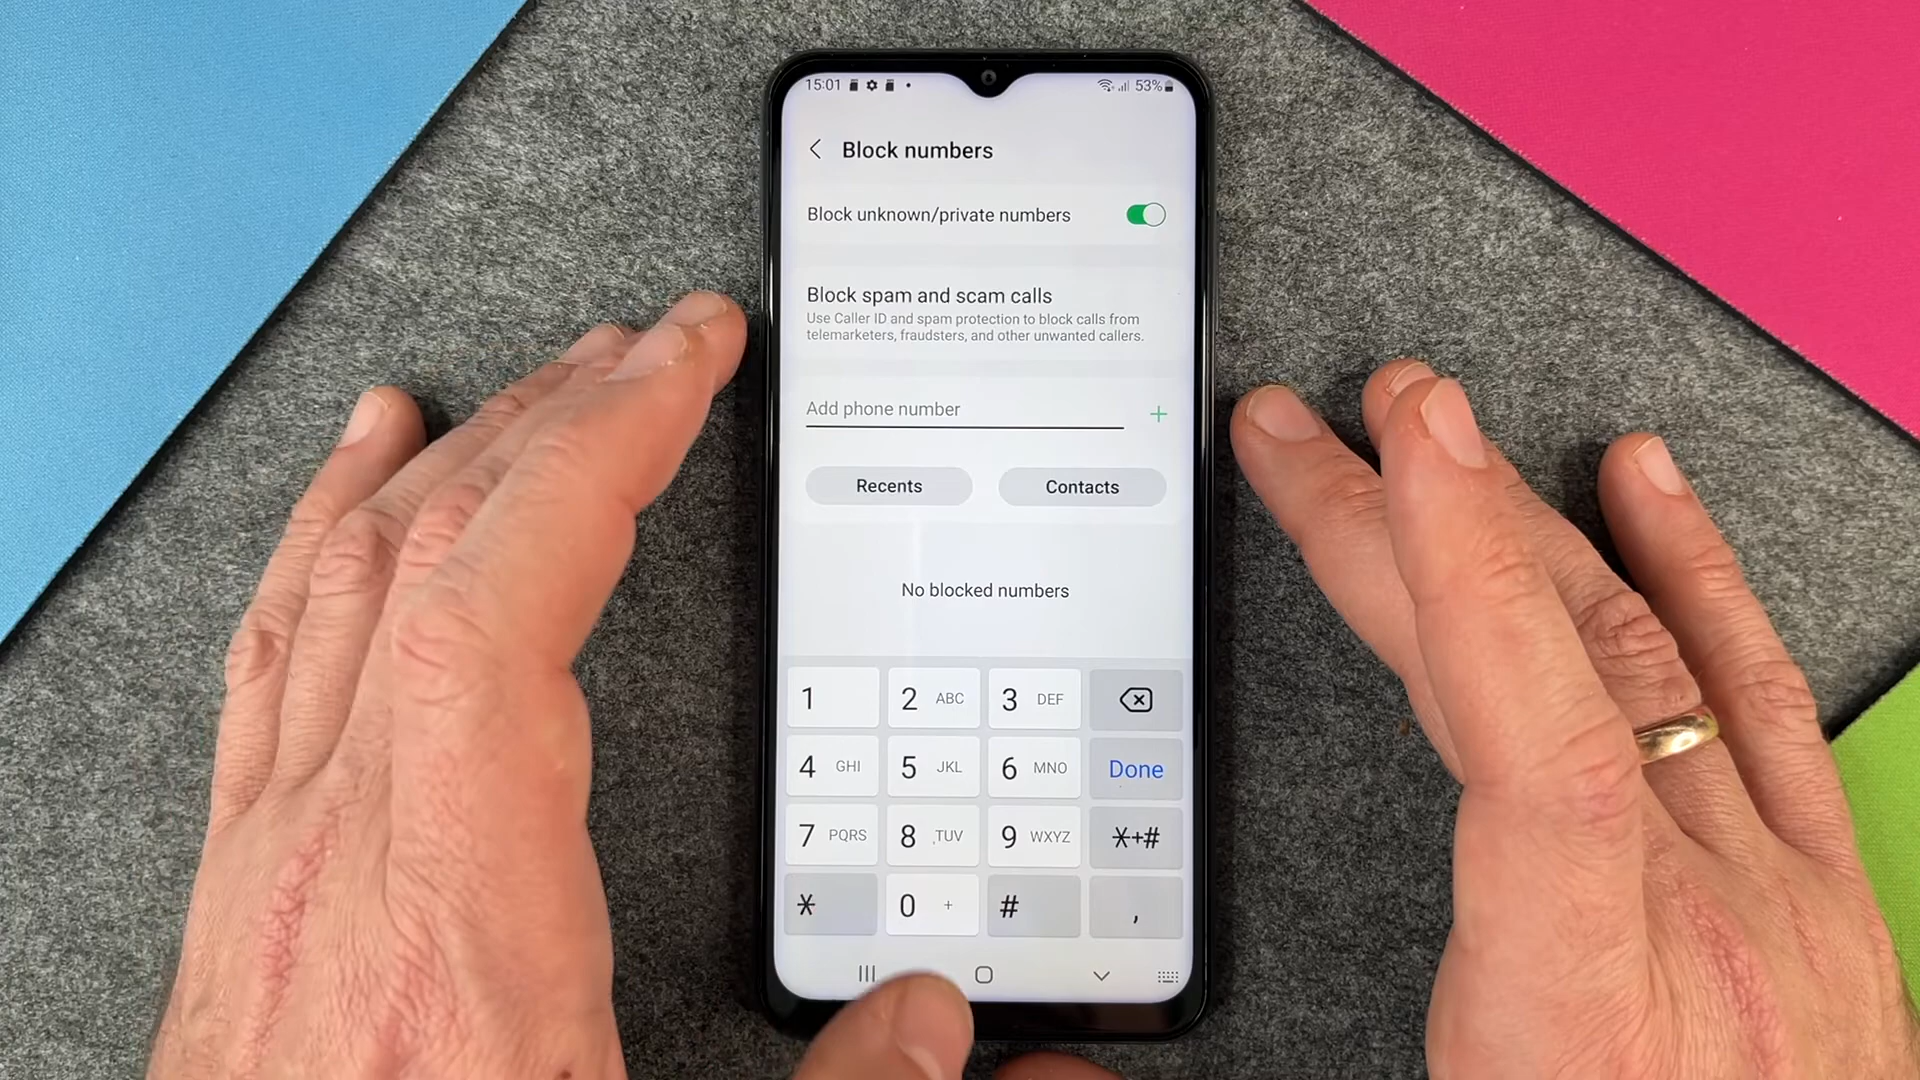 15:01 53%
Block numbers
Block unknown/private numbers
Block spam and scam calls
Use Caller ID and spam protection to block calls from
telemarketers, fraudsters, and other unwanted callers.
Add phone number +
Recents Contacts
No blocked numbers
1 2 ABC 3 DEF
4 GHI 5 JKL 6 MNO Done
7 PQRS 8 TUV 9 WXYZ *+#
* 0 + # ,